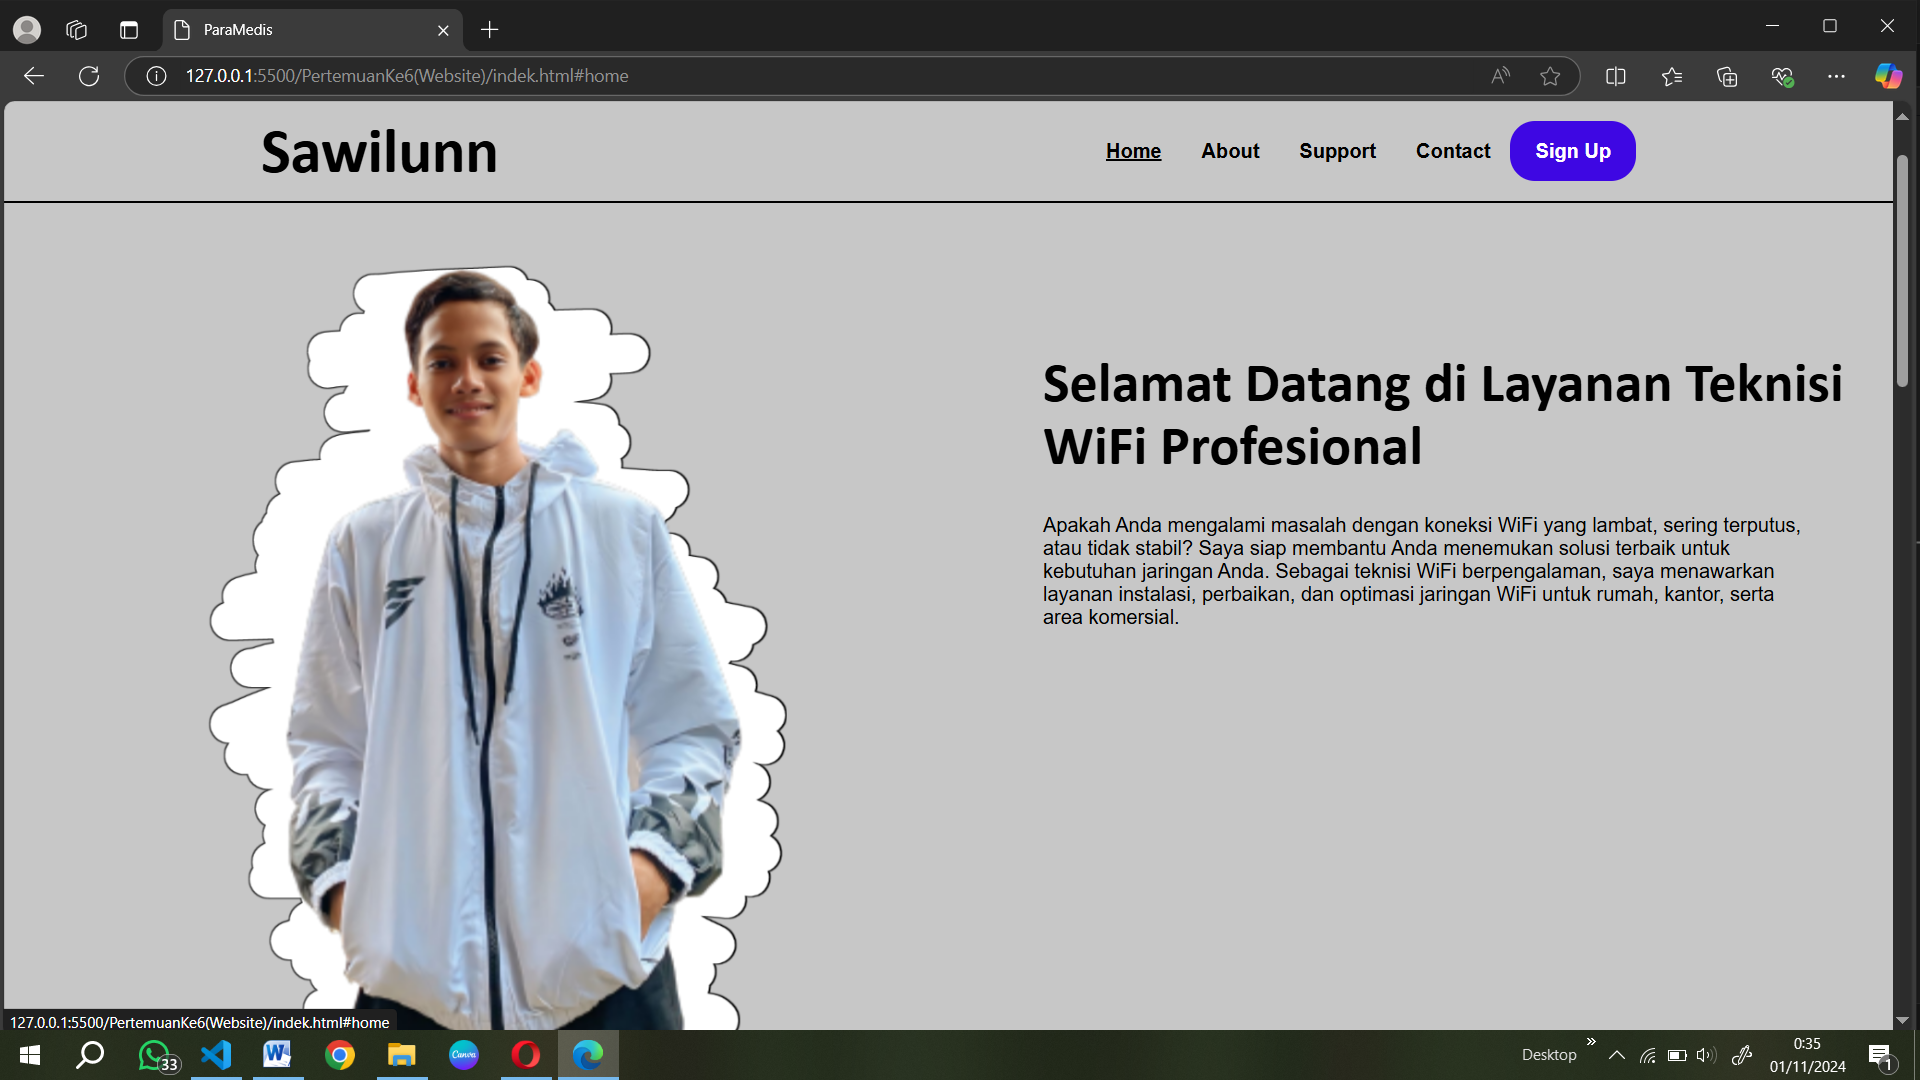 ParaMedis
127.0.0.1:5500/PertemuanKe6(Website)/indek.html#home
Sawilunn
Home About Support Contact Sign Up
Selamat Datang di Layanan Teknisi
WiFi Profesional
Apakah Anda mengalami masalah dengan koneksi WiFi yang lambat, sering terputus,
atau tidak stabil? Saya siap membantu Anda menemukan solusi terbaik untuk
kebutuhan jaringan Anda. Sebagai teknisi WiFi berpengalaman, saya menawarkan
layanan instalasi, perbaikan, dan optimasi jaringan WiFi untuk rumah, kantor, serta
area komersial.
127.0.0.1:5500/PertemuanKe6(Website)/indek.html#home
33
Canva
Desktop
0:35
01/11/2024
1